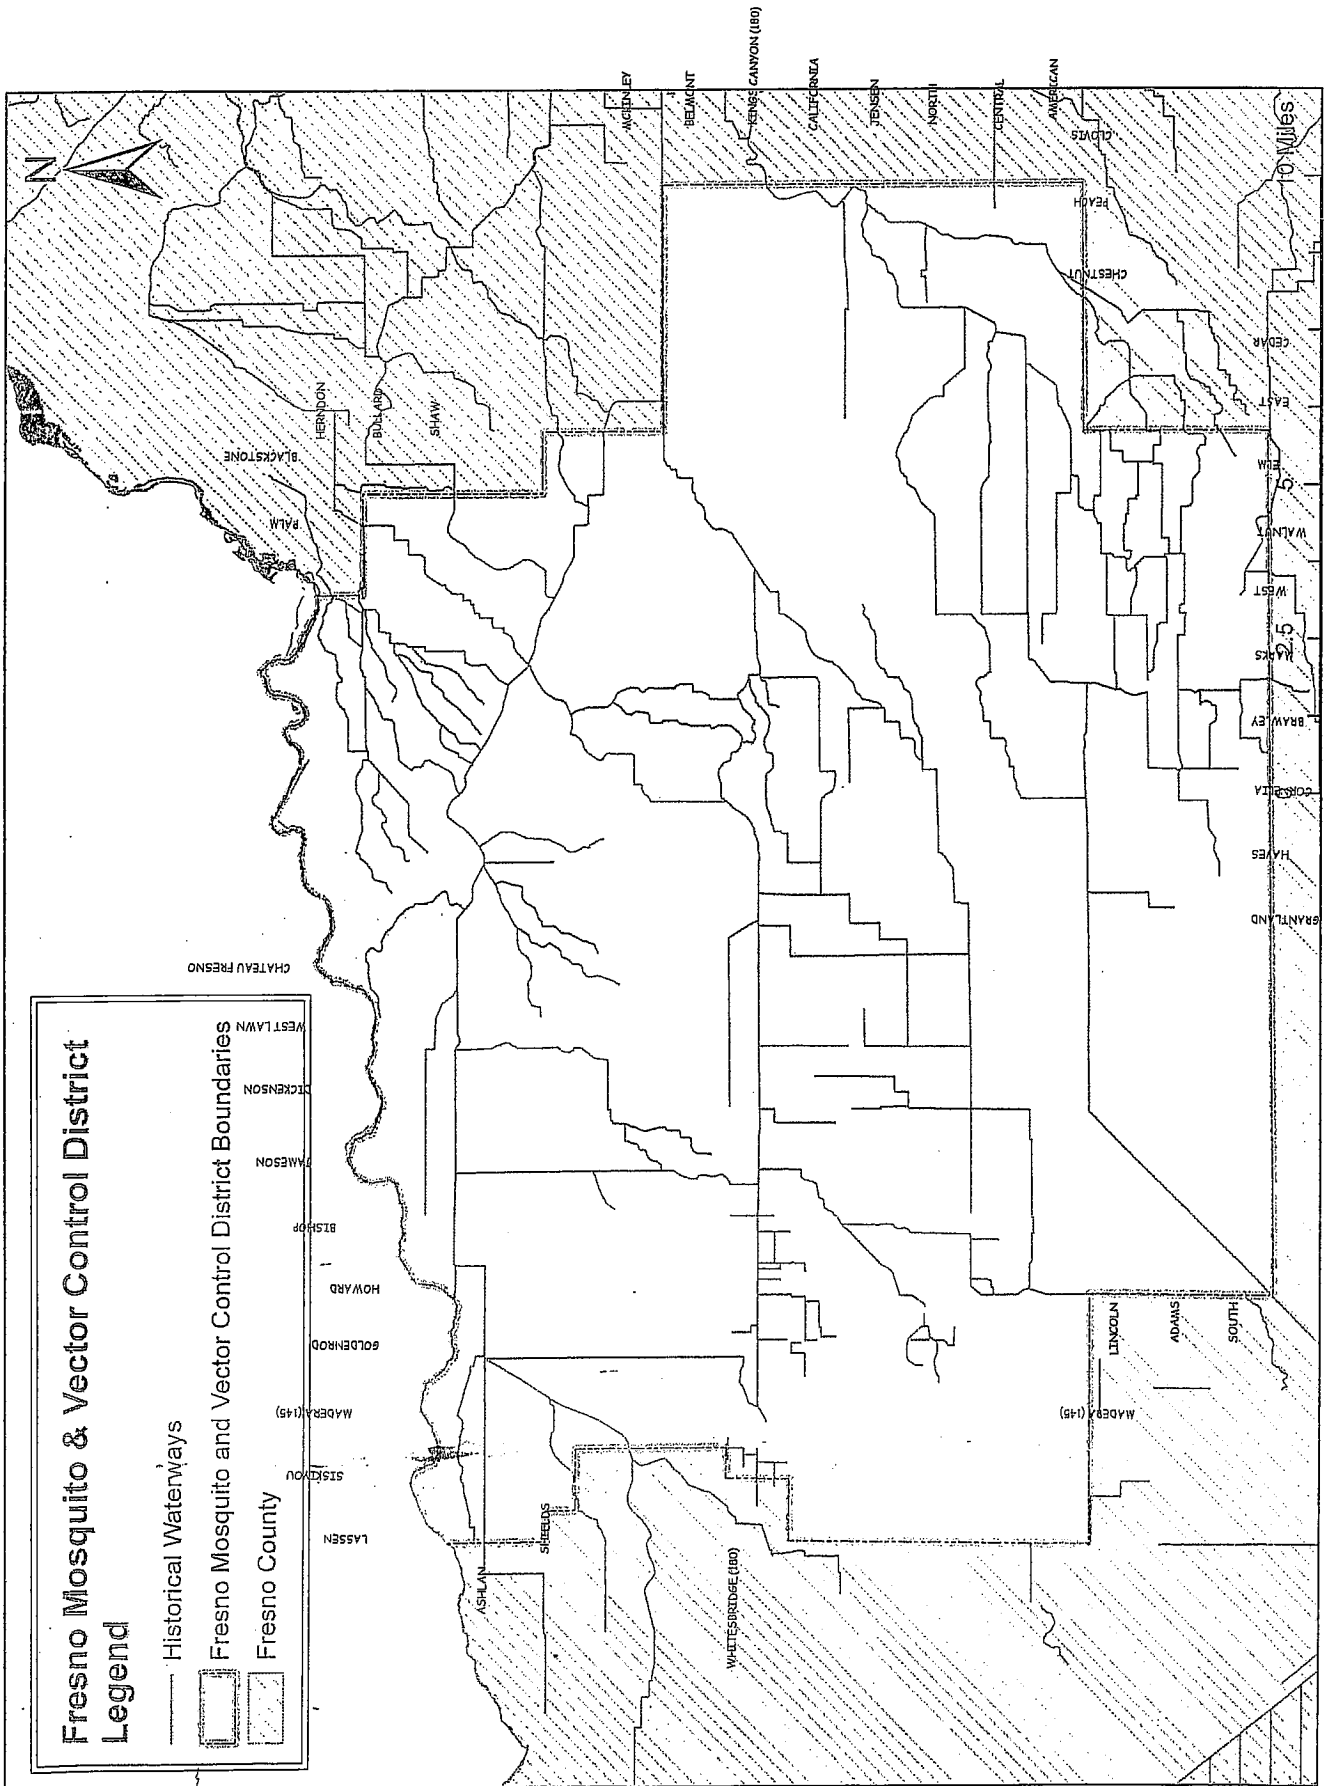 Fresno Mosquito & Vector Control District
Legend
Historical Waterways
Fresno Mosquito and Vector Control District Boundaries
Fresno County
N
LASSEN
SISKIYOU
MADERA (145)
GOLDENROD
HOWARD
BISHOP
JAMESON
DICKENSON
WEST LAWN
CHATEAU FRESNO
PALM
BLACKSTONE
HERNDON
BULLARD
SHAW
MCKINLEY
BELMONT
KINGS CANYON (180)
CALIFORNIA
JENSEN
NORTH
CENTRAL
AMERICAN
ASHLAN
SHIELDS
WHITESBRIDGE (180)
LINCOLN
ADAMS
SOUTH
MADERA (145)
GRANTLAND
HAYES
CORNELIA
BRAWLEY
MARKS
WEST
WALNUT
ELM
EAST
CEDAR
CHESTNUT
PEACH
CLOVIS
2.5
5
10 Miles